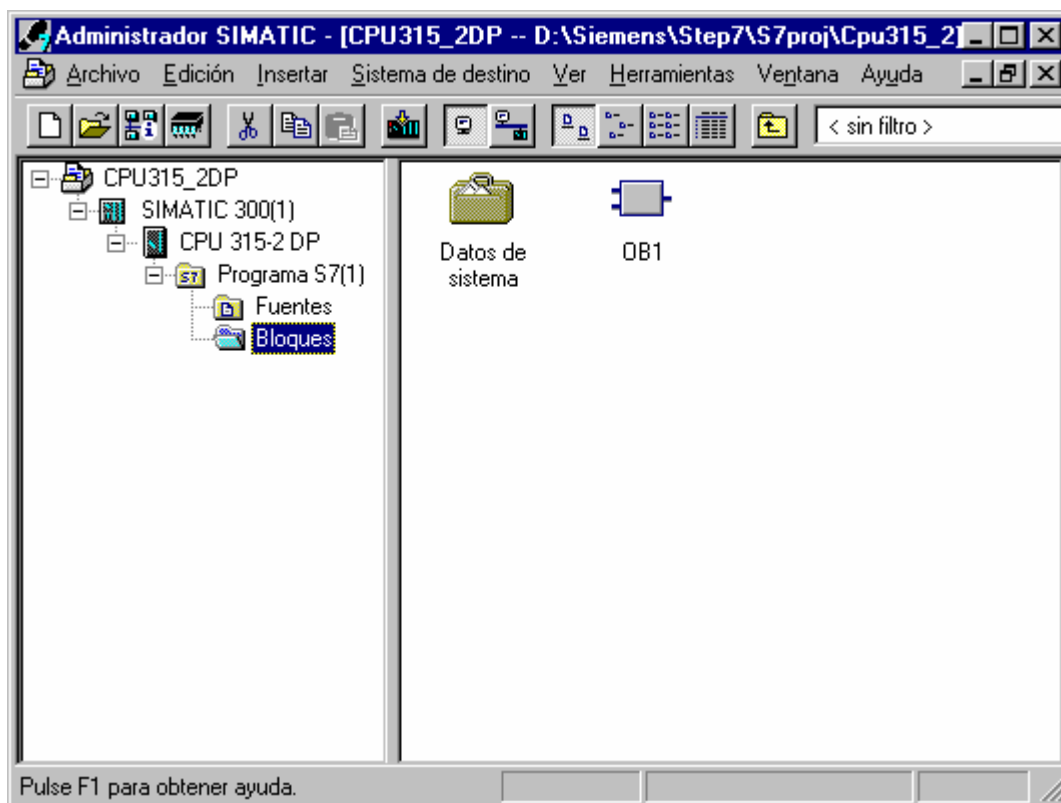 Administrador SIMATIC - [CPU315_2DP -- D:\Siemens\Step7\S7proj\Cpu315_2]
Archivo Edición Insertar Sistema de destino Ver Herramientas Ventana Ayuda
< sin filtro >
CPU315_2DP
SIMATIC 300(1)
CPU 315-2 DP
Programa S7(1)
Fuentes
Bloques
Datos de
sistema
OB1
Pulse F1 para obtener ayuda.